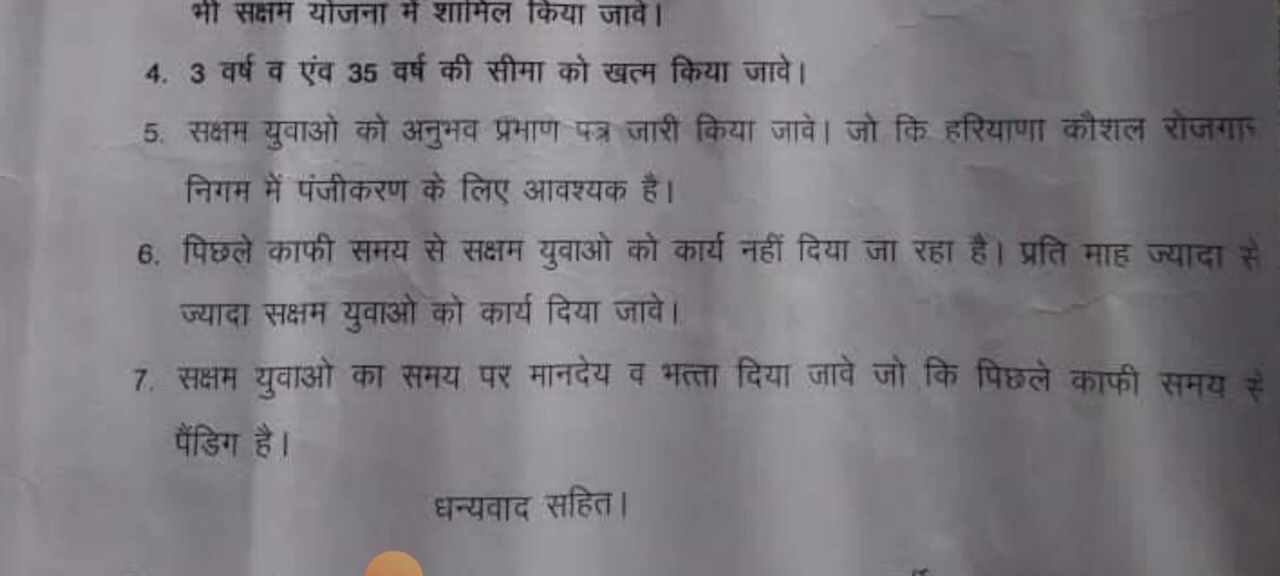 भी सक्षम योजना में शामिल किया जावे।
4. 3 वर्ष व एंव 35 वर्ष की सीमा को खत्म किया जावे।
5. सक्षम युवाओ को अनुभव प्रमाण पत्र जारी किया जावे। जो कि हरियाणा कौशल रोजगार
निगम में पंजीकरण के लिए आवश्यक है।
6. पिछले काफी समय से सक्षम युवाओ को कार्य नहीं दिया जा रहा है। प्रति माह ज्यादा से
ज्यादा सक्षम युवाओ को कार्य दिया जावे।
7. सक्षम युवाओ का समय पर मानदेय व भत्ता दिया जावे जो कि पिछले काफी समय से
पैंडिग है।
धन्यवाद सहित।